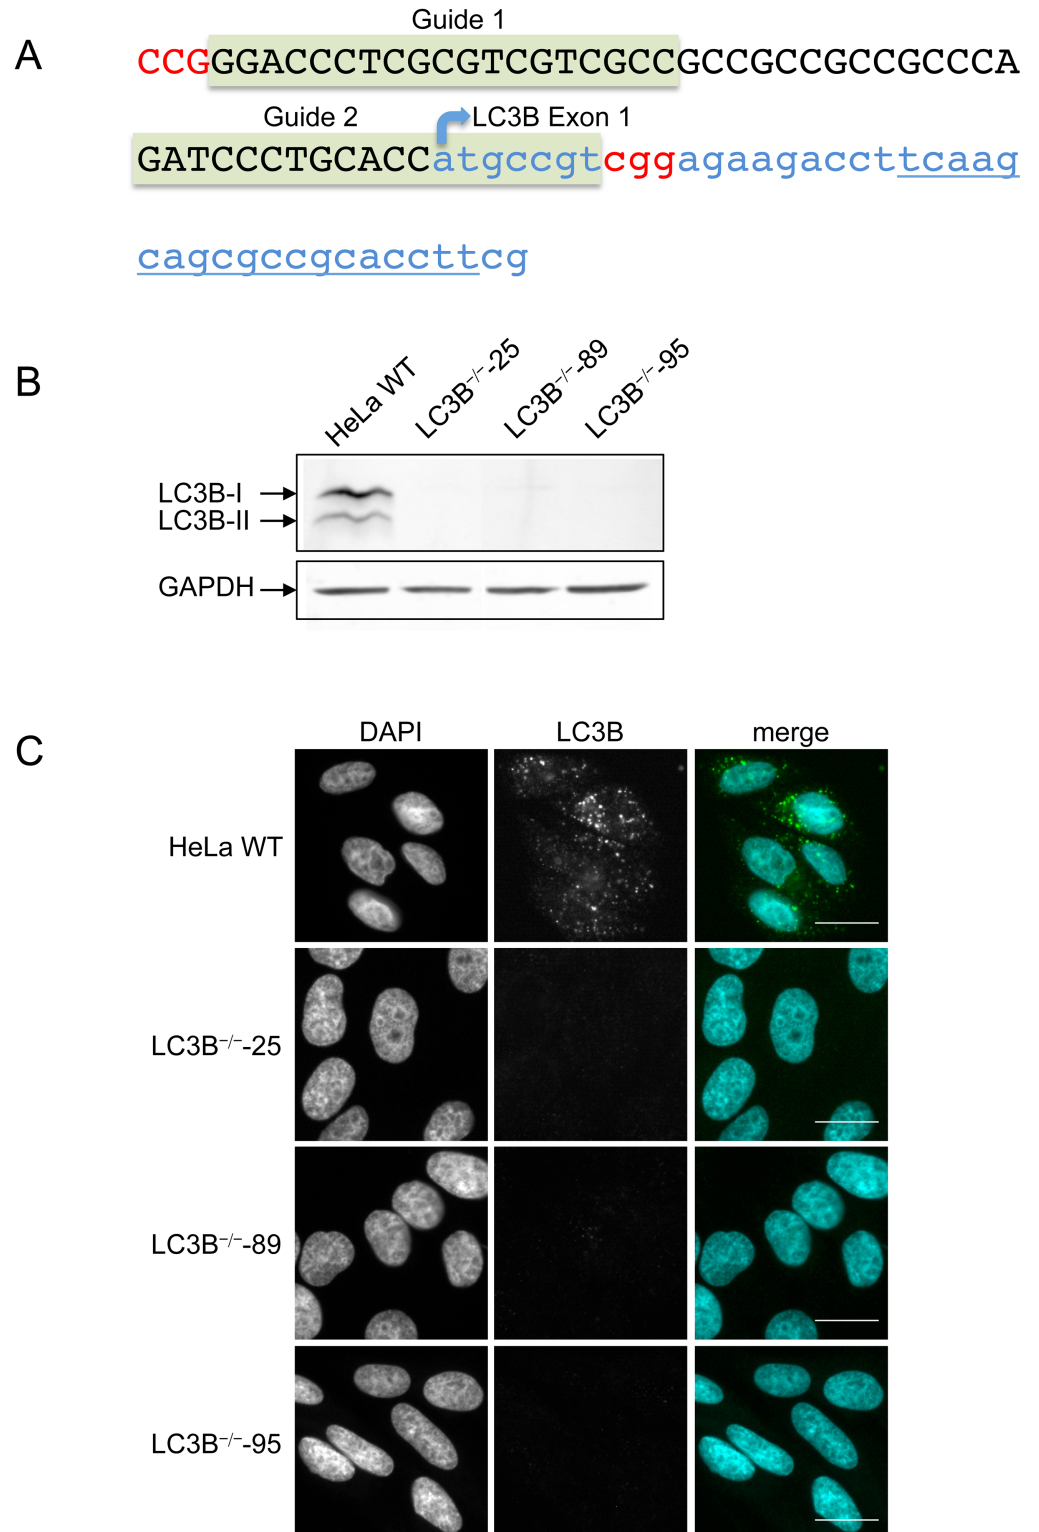 A
Guide 1
CCGGGACCCTCGCGTCGTCGCCGCCGCCGCCGCCCA
Guide 2
LC3B Exon 1
GATCCCTGCACCatgccgtcggagaagaccttcaag
cagcgccgcaccttcg
B
HeLa WT
LC3B−/−-25
LC3B−/−-89
LC3B−/−-95
LC3B-I
LC3B-II
GAPDH
C
DAPI LC3B merge
HeLa WT
LC3B−/−-25
LC3B−/−-89
LC3B−/−-95